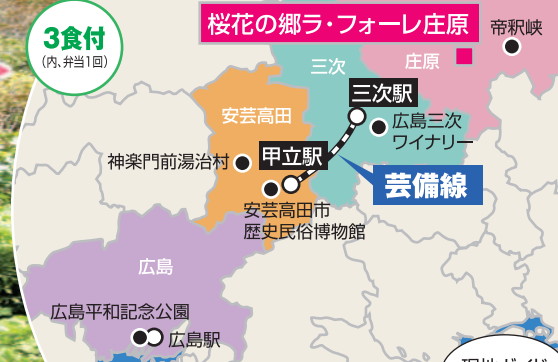 桜花の郷ラ・フォーレ庄原
3食付
(内、弁当1回)
帝釈峡
庄原
三次
三次駅
安芸高田
広島三次
ワイナリー
甲立駅
神楽門前湯治村
芸備線
安芸高田市
歴史民俗博物館
広島
広島平和記念公園
広島駅